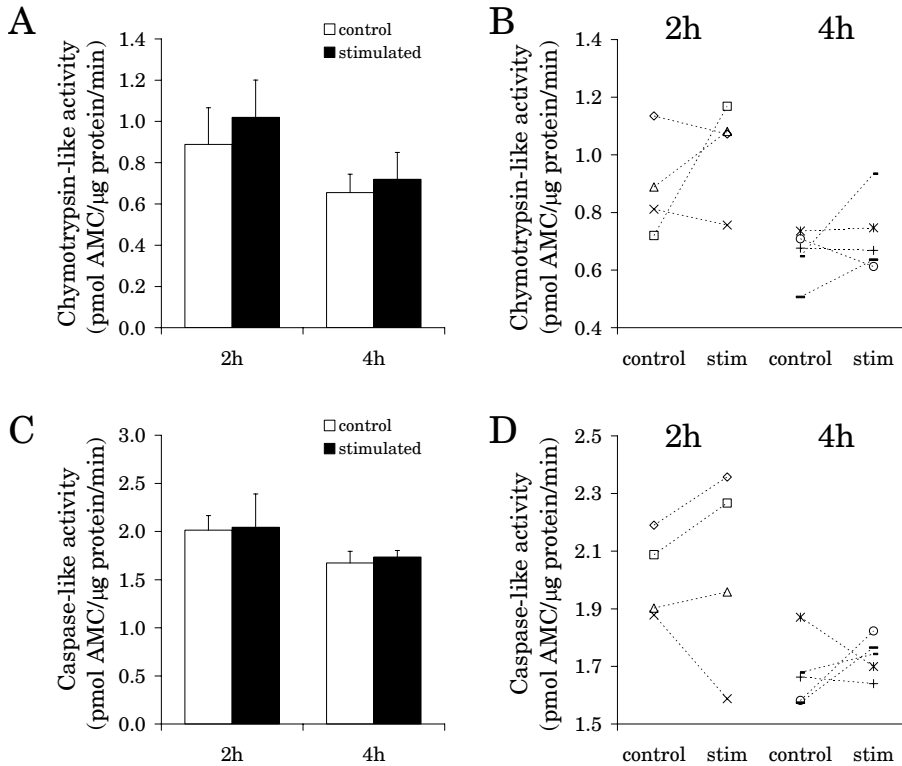 A
control
stimulated
Chymotrypsin-like activity
(pmol AMC/µg protein/min)
1.4
1.2
1.0
0.8
0.6
0.4
0.2
0.0
2h
4h
B
2h
4h
Chymotrypsin-like activity
(pmol AMC/µg protein/min)
1.4
1.2
1.0
0.8
0.6
0.4
control
stim
control
stim
C
control
stimulated
Caspase-like activity
(pmol AMC/µg protein/min)
3.0
2.5
2.0
1.5
1.0
0.5
0.0
2h
4h
D
2h
4h
Caspase-like activity
(pmol AMC/µg protein/min)
2.5
2.3
2.1
1.9
1.7
1.5
control
stim
control
stim